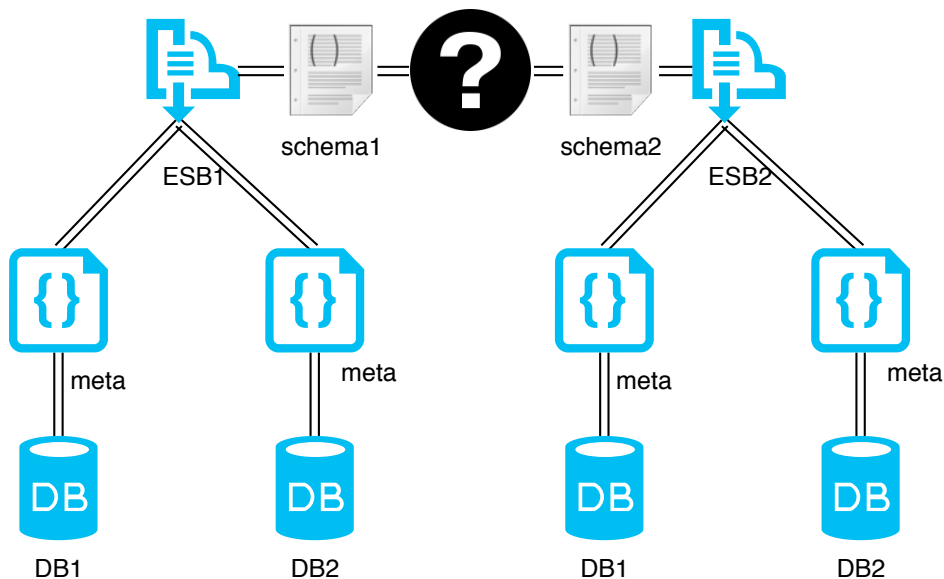 ?
schema1
schema2
ESB1
ESB2
{}
{}
{}
{}
meta
meta
meta
meta
DB
DB
DB
DB
DB1
DB2
DB1
DB2